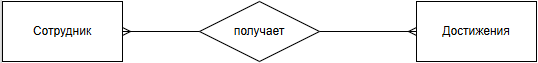 Сотрудник
получает
Достижения